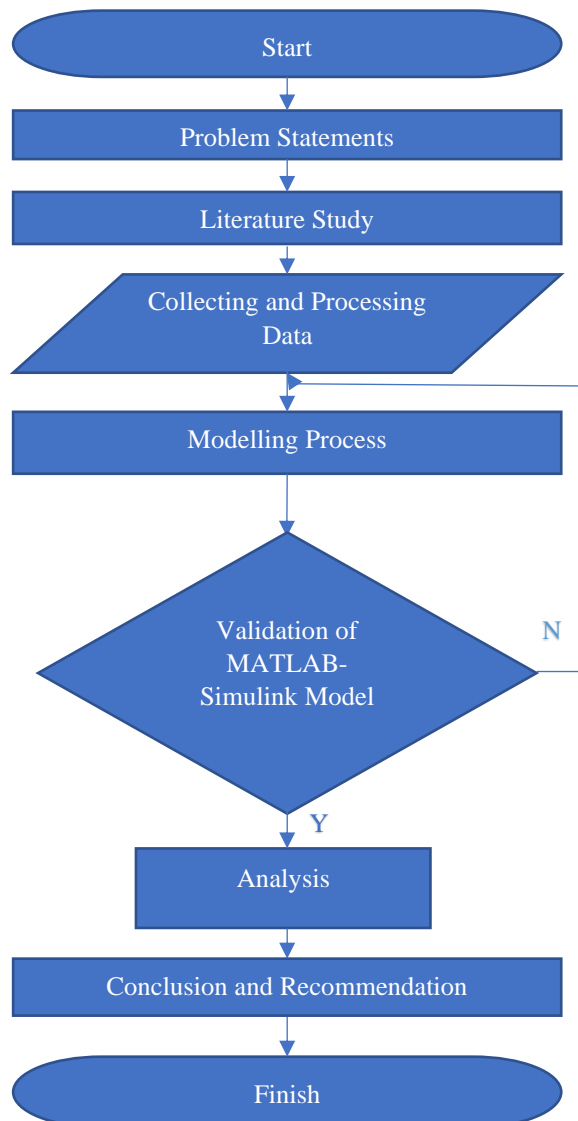 Start
Problem Statements
Literature Study
Collecting and Processing
Data
Modelling Process
Validation of
MATLAB-
Simulink Model
N
Y
Analysis
Conclusion and Recommendation
Finish